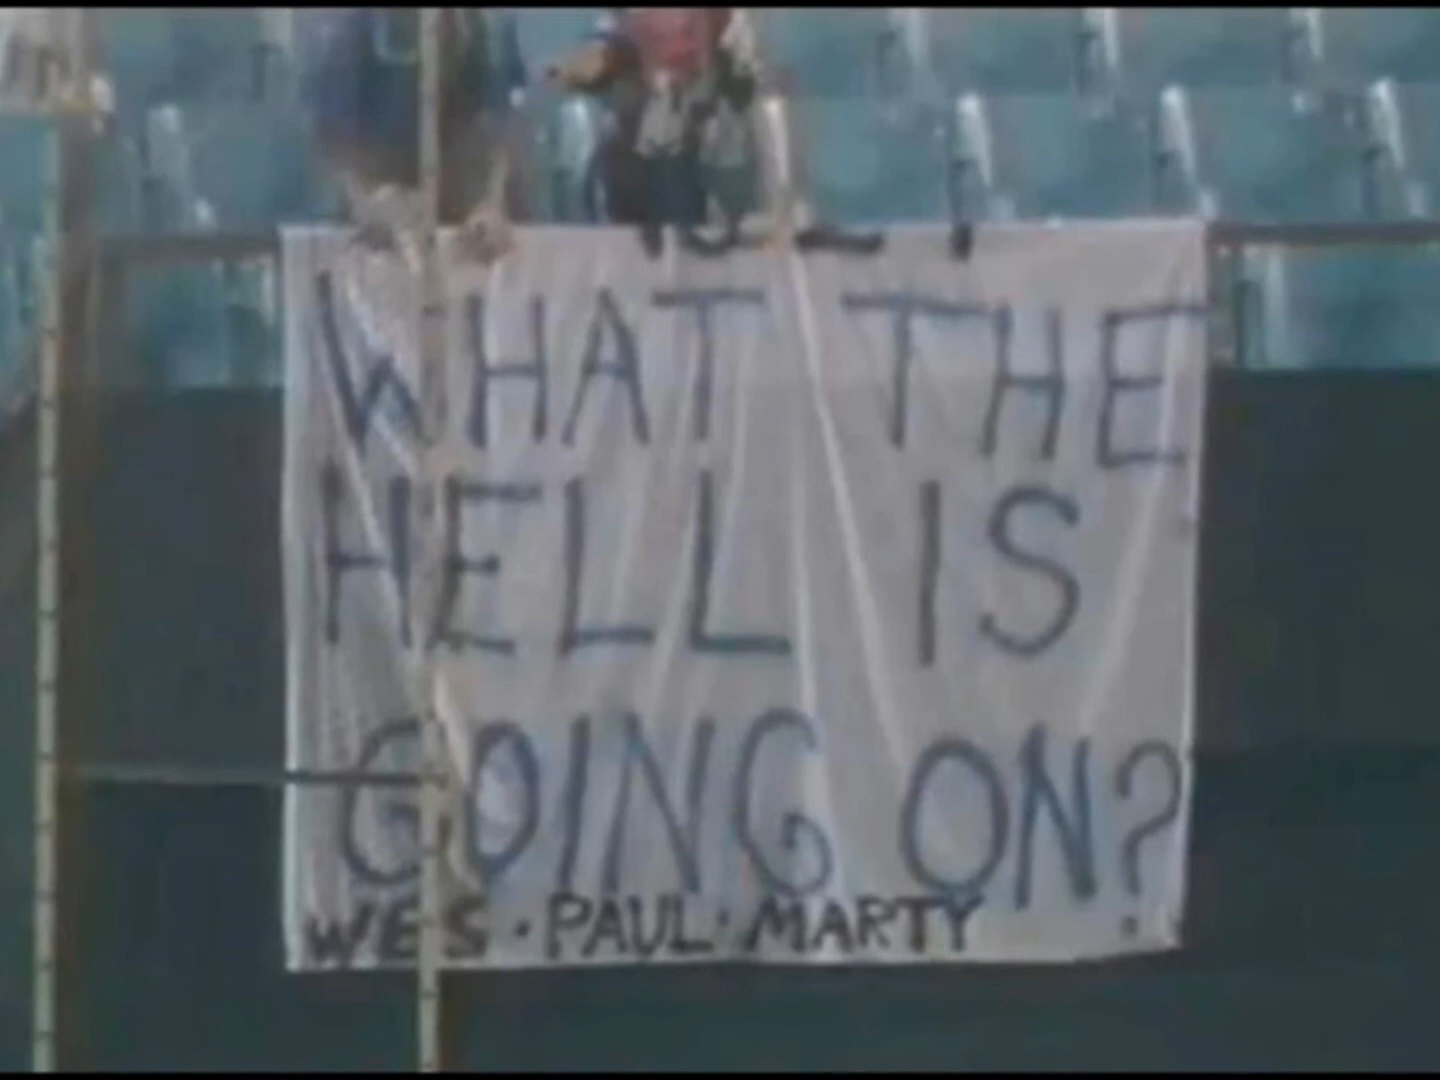 WHAT THE
HELL IS
GOING ON?
WES · PAUL · MARTY